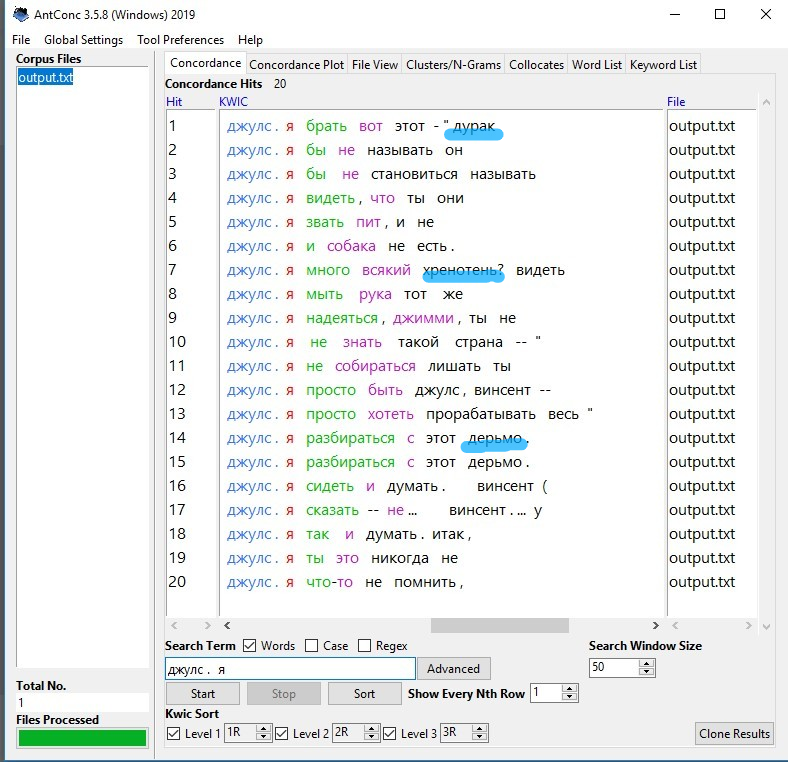 AntConc 3.5.8 (Windows) 2019
File Global Settings Tool Preferences Help
Corpus Files
output.txt
Concordance Concordance Plot File View Clusters/N-Grams Collocates Word List Keyword List
Concordance Hits 20
Hit KWIC File
1 джулс . я брать вот этот - " дурак output.txt
2 джулс . я бы не называть он output.txt
3 джулс . я бы не становиться называть output.txt
4 джулс . я видеть , что ты они output.txt
5 джулс . я звать пит , и не output.txt
6 джулс . я и собака не есть . output.txt
7 джулс . я много всякий хренотень? видеть output.txt
8 джулс . я мыть рука тот же output.txt
9 джулс . я надеяться , джимми , ты не output.txt
10 джулс . я не знать такой страна -- " output.txt
11 джулс . я не собираться лишать ты output.txt
12 джулс . я просто быть джулс , винсент -- output.txt
13 джулс . я просто хотеть прорабатывать весь " output.txt
14 джулс . я разбираться с этот дерьмо . output.txt
15 джулс . я разбираться с этот дерьмо . output.txt
16 джулс . я сидеть и думать . винсент ( output.txt
17 джулс . я сказать -- не ... винсент . ... у output.txt
18 джулс . я так и думать . итак , output.txt
19 джулс . я ты это никогда не output.txt
20 джулс . я что-то не помнить , output.txt
Search Term Words Case Regex Search Window Size
джулс . я Advanced 50
Total No.
1
Start Stop Sort Show Every Nth Row 1
Files Processed
Kwic Sort
Level 1 1R Level 2 2R Level 3 3R Clone Results